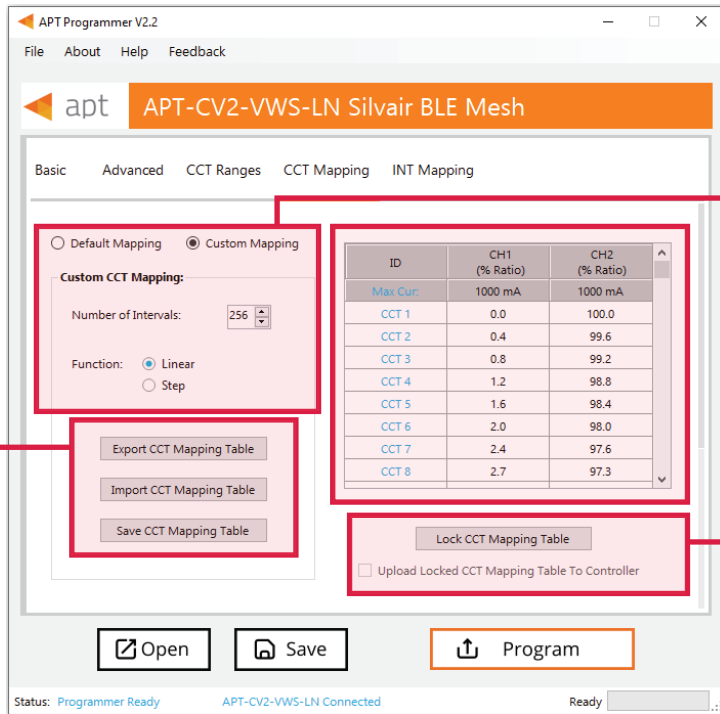 APT Programmer V2.2
File About Help Feedback
apt APT-CV2-VWS-LN Silvair BLE Mesh
Basic Advanced CCT Ranges CCT Mapping INT Mapping
Default Mapping Custom Mapping
Custom CCT Mapping:
Number of Intervals: 256
Function: Linear
Step
Export CCT Mapping Table
Import CCT Mapping Table
Save CCT Mapping Table
ID CH1 (% Ratio) CH2 (% Ratio)
Max Cur: 1000 mA 1000 mA
CCT 1 0.0 100.0
CCT 2 0.4 99.6
CCT 3 0.8 99.2
CCT 4 1.2 98.8
CCT 5 1.6 98.4
CCT 6 2.0 98.0
CCT 7 2.4 97.6
CCT 8 2.7 97.3
Lock CCT Mapping Table
Upload Locked CCT Mapping Table To Controller
Open Save Program
Status: Programmer Ready APT-CV2-VWS-LN Connected Ready